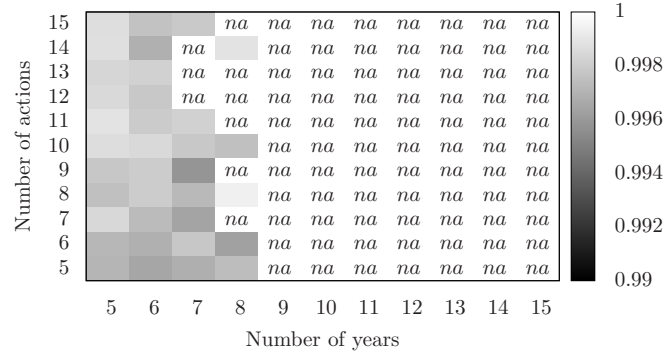 Number of actions
15 na na na na na na na na
14 na na na na na na na na
13 na na na na na na na na na
12 na na na na na na na na na
11 na na na na na na na na
10 na na na na na na na
9 na na na na na na na na
8 na na na na na na na
7 na na na na na na na na
6 na na na na na na na
5 na na na na na na na
5 6 7 8 9 10 11 12 13 14 15
Number of years
1
0.998
0.996
0.994
0.992
0.99